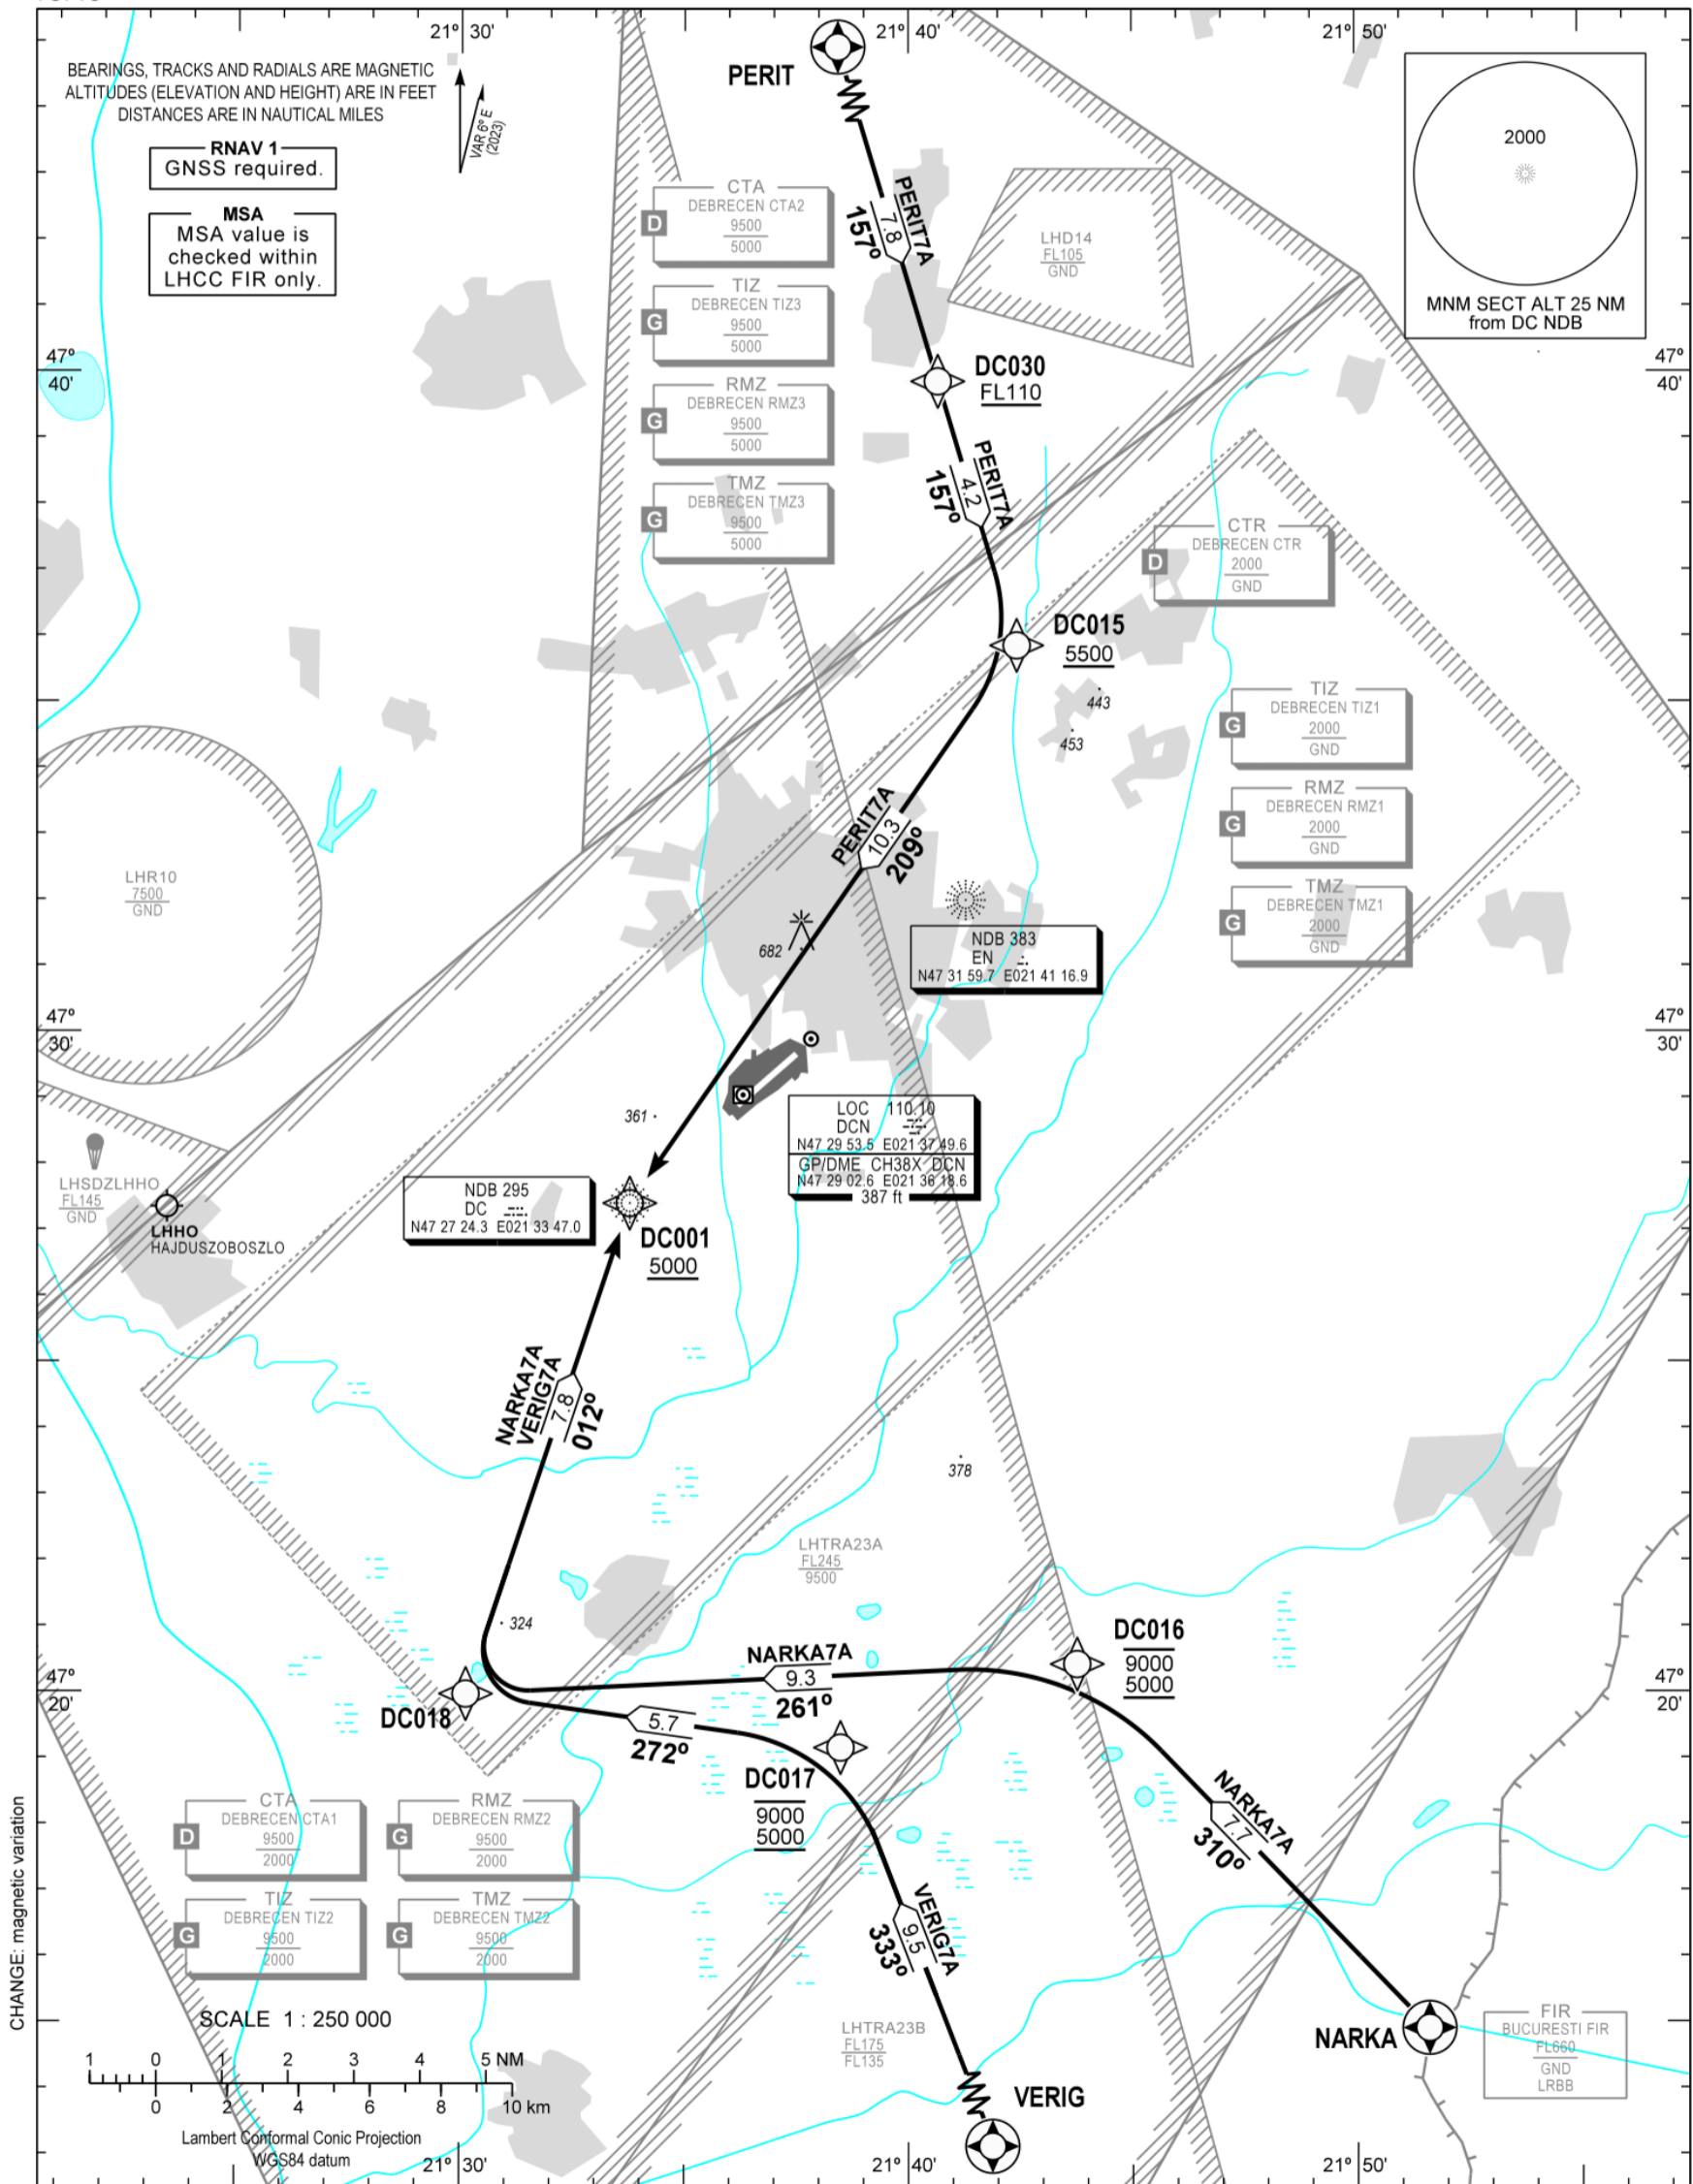 21° 30'
21° 40'
21° 50'
BEARINGS, TRACKS AND RADIALS ARE MAGNETIC
ALTITUDES (ELEVATION AND HEIGHT) ARE IN FEET
DISTANCES ARE IN NAUTICAL MILES
VAR 6° E
(2023)
RNAV 1
GNSS required.
MSA
MSA value is
checked within
LHCC FIR only.
PERIT
2000
MNM SECT ALT 25 NM
from DC NDB
CTA
DEBRECEN CTA2
D
9500
5000
TIZ
DEBRECEN TIZ3
G
9500
5000
RMZ
DEBRECEN RMZ3
G
9500
5000
TMZ
DEBRECEN TMZ3
G
9500
5000
PERIT7A
7.8
157°
LHD14
FL105
GND
47°
40'
47°
40'
DC030
FL110
PERIT7A
4.2
157°
CTR
DEBRECEN CTR
D
2000
GND
DC015
5500
443
453
TIZ
DEBRECEN TIZ1
G
2000
GND
RMZ
DEBRECEN RMZ1
G
2000
GND
TMZ
DEBRECEN TMZ1
G
2000
GND
PERIT7A
10.3
209°
LHR10
7500
GND
682
NDB 383
EN
N47 31 59.7 E021 41 16.9
47°
30'
47°
30'
361
LOC 110.10
DCN
N47 29 53.5 E021 37 49.6
GP/DME CH38X DCN
N47 29 02.6 E021 36 18.6
387 ft
LHSDZLHHO
FL145
GND
LHHO
HAJDUSZOBOSZLO
NDB 295
DC
N47 27 24.3 E021 33 47.0
DC001
5000
NARKA7A
VERIG7A
7.8
012°
378
LHTRA23A
FL245
9500
324
DC016
9000
5000
NARKA7A
9.3
261°
47°
20'
47°
20'
DC018
5.7
272°
DC017
9000
5000
NARKA7A
7.7
310°
CTA
DEBRECEN CTA1
D
9500
2000
RMZ
DEBRECEN RMZ2
G
9500
2000
TIZ
DEBRECEN TIZ2
G
9500
2000
TMZ
DEBRECEN TMZ2
G
9500
2000
VERIG7A
9.5
333°
CHANGE: magnetic variation
SCALE 1 : 250 000
1 0 1 2 3 4 5 NM
0 2 4 6 8 10 km
Lambert Conformal Conic Projection
WGS84 datum
LHTRA23B
FL175
FL135
NARKA
FIR
BUCURESTI FIR
FL660
GND
LRBB
VERIG
21° 30'
21° 40'
21° 50'